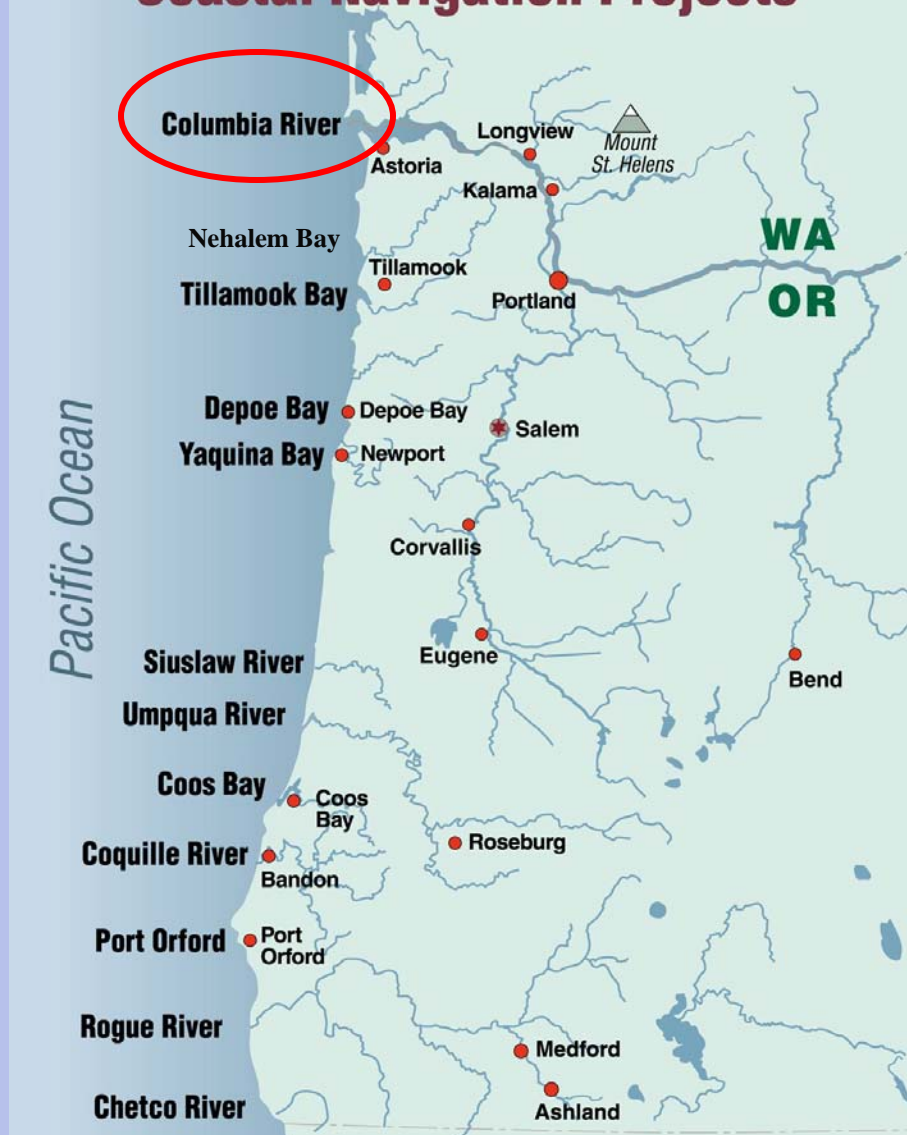 Coastal Navigation Projects
Columbia River
Longview
Mount
St. Helens
Astoria
Kalama
Nehalem Bay
WA
Tillamook
Tillamook Bay
Portland
OR
Depoe Bay
Depoe Bay
Salem
Yaquina Bay
Newport
Pacific Ocean
Corvallis
Siuslaw River
Eugene
Bend
Umpqua River
Coos Bay
Coos
Bay
Roseburg
Coquille River
Bandon
Port Orford
Port
Orford
Rogue River
Medford
Chetco River
Ashland